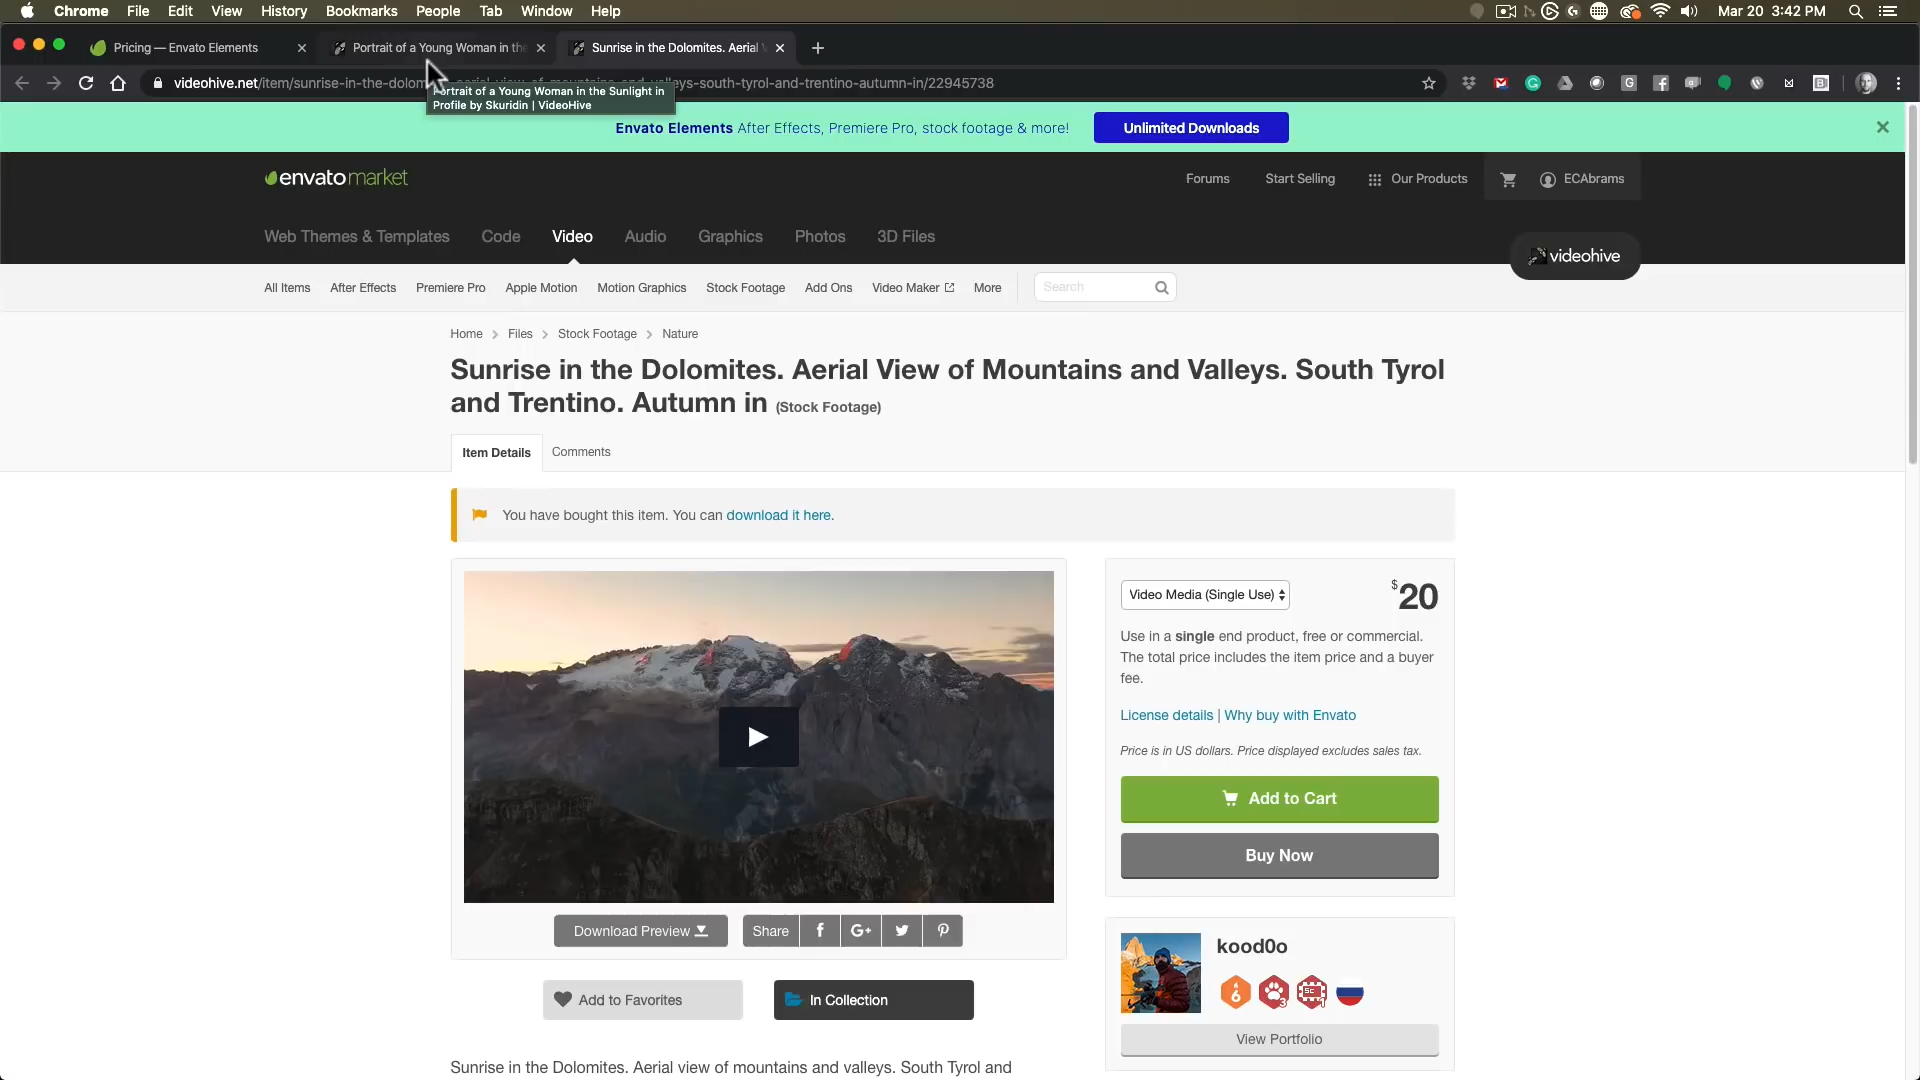 Chrome File Edit View History Bookmarks People Tab Window Help
Mar 20 3:42 PM
Pricing — Envato Elements
Portrait of a Young Woman in the
Sunrise in the Dolomites. Aerial V
videohive.net/item/sunrise-in-the-dolom
aerial-view-of-mountains-and-valleys-south-tyrol-and-trentino-autumn-in/22945738
Portrait of a Young Woman in the Sunlight in
Profile by Skuridin | VideoHive
Envato Elements After Effects, Premiere Pro, stock footage & more!
Unlimited Downloads
envatomarket
Forums
Start Selling
Our Products
ECAbrams
Web Themes & Templates
Code
Video
Audio
Graphics
Photos
3D Files
videohive
All Items
After Effects
Premiere Pro
Apple Motion
Motion Graphics
Stock Footage
Add Ons
Video Maker
More
Search
Home
Files
Stock Footage
Nature
Sunrise in the Dolomites. Aerial View of Mountains and Valleys. South Tyrol
and Trentino. Autumn in (Stock Footage)
Item Details
Comments
You have bought this item. You can download it here.
Video Media (Single Use)
$20
Use in a single end product, free or commercial.
The total price includes the item price and a buyer
fee.
License details | Why buy with Envato
Price is in US dollars. Price displayed excludes sales tax.
Add to Cart
Buy Now
Download Preview
Share
G+
kood0o
6
3
SC
1
Add to Favorites
In Collection
View Portfolio
Sunrise in the Dolomites. Aerial view of mountains and valleys. South Tyrol and